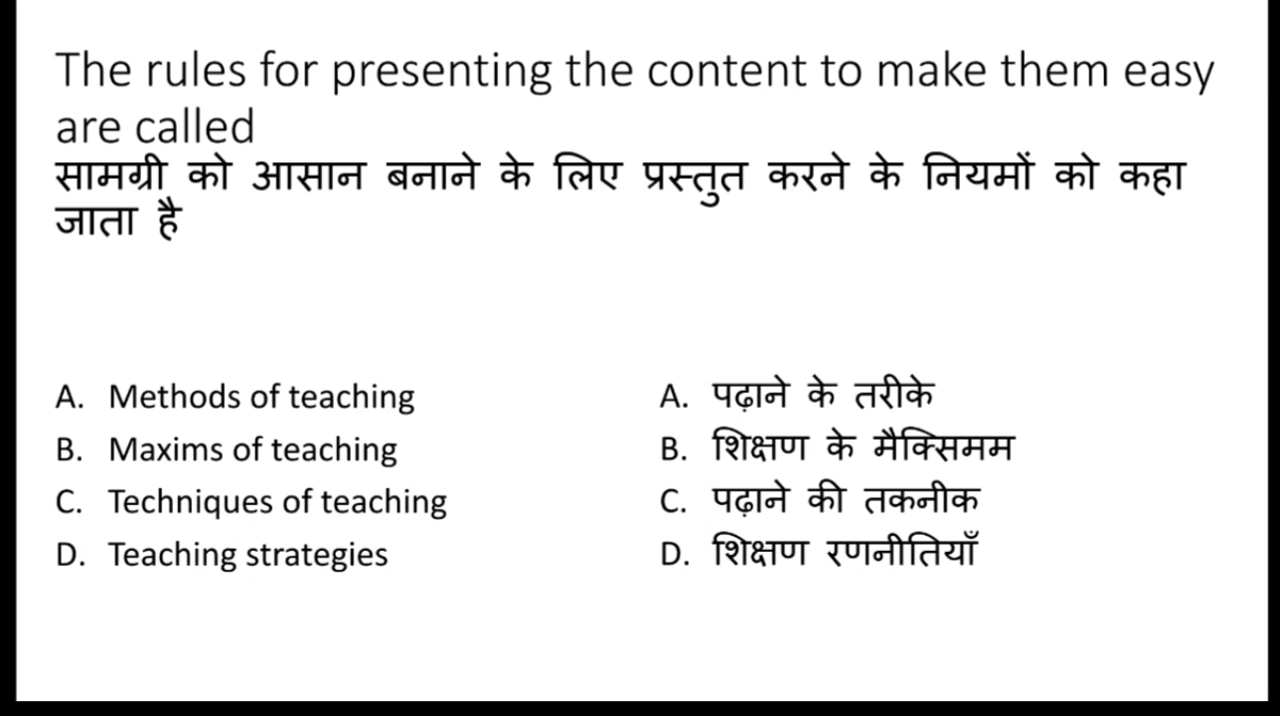 The rules for presenting the content to make them easy
are called
सामग्री को आसान बनाने के लिए प्रस्तुत करने के नियमों को कहा
जाता है
A. Methods of teaching
B. Maxims of teaching
C. Techniques of teaching
D. Teaching strategies
A. पढ़ाने के तरीके
B. शिक्षण के मैक्सिमम
C. पढ़ाने की तकनीक
D. शिक्षण रणनीतियाँ